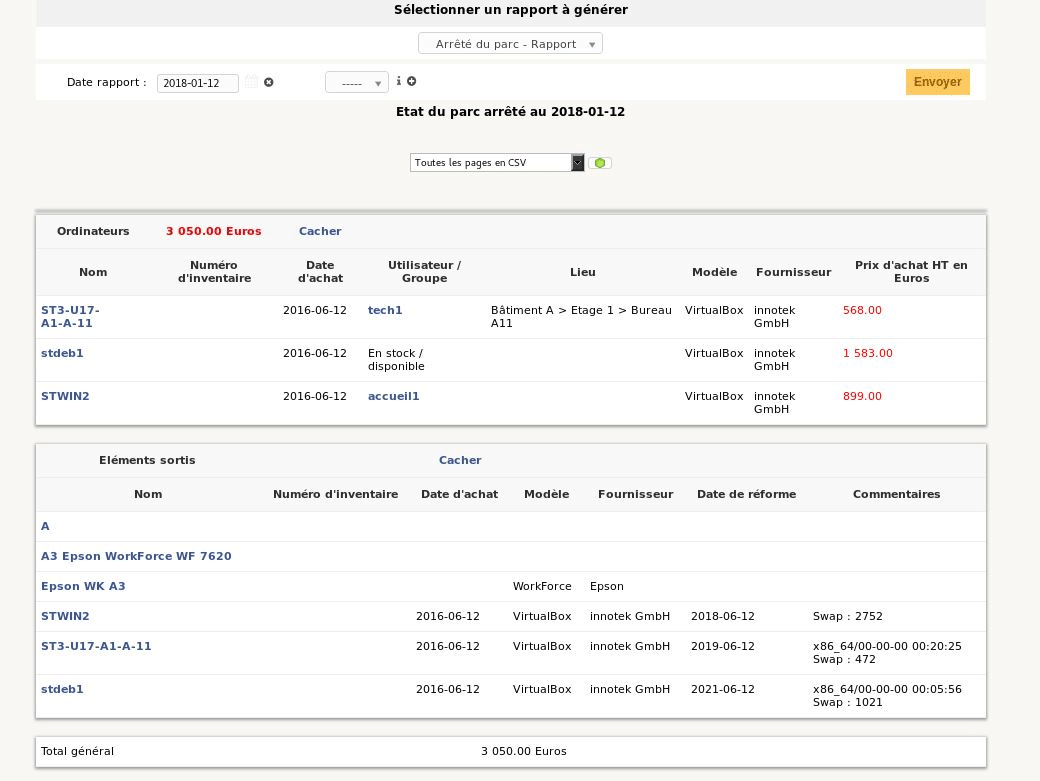 Sélectionner un rapport à générer
Arrêté du parc - Rapport
Date rapport : 2018-01-12 ----- Envoyer
Etat du parc arrêté au 2018-01-12
Toutes les pages en CSV
Ordinateurs 3 050.00 Euros Cacher
Nom Numéro d'inventaire Date d'achat Utilisateur / Groupe Lieu Modèle Fournisseur Prix d'achat HT en Euros
ST3-U17-A1-A-11 2016-06-12 tech1 Bâtiment A > Etage 1 > Bureau A11 VirtualBox innotek GmbH 568.00
stdeb1 2016-06-12 En stock / disponible VirtualBox innotek GmbH 1 583.00
STWIN2 2016-06-12 accueil1 VirtualBox innotek GmbH 899.00
Eléments sortis Cacher
Nom Numéro d'inventaire Date d'achat Modèle Fournisseur Date de réforme Commentaires
A
A3 Epson WorkForce WF 7620
Epson WK A3 WorkForce Epson
STWIN2 2016-06-12 VirtualBox innotek GmbH 2018-06-12 Swap : 2752
ST3-U17-A1-A-11 2016-06-12 VirtualBox innotek GmbH 2019-06-12 x86_64/00-00-00 00:20:25
Swap : 472
stdeb1 2016-06-12 VirtualBox innotek GmbH 2021-06-12 x86_64/00-00-00 00:05:56
Swap : 1021
Total général 3 050.00 Euros